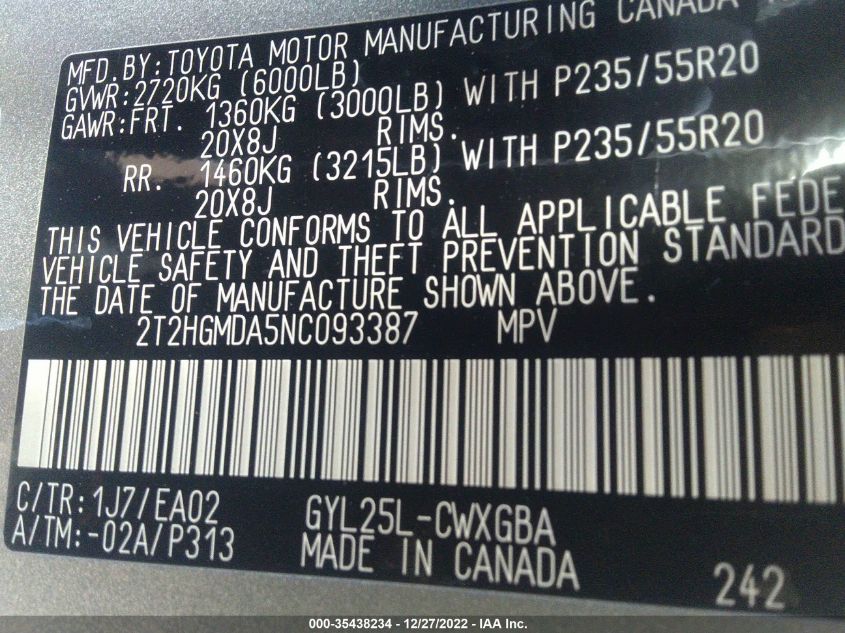 MFD.BY:TOYOTA MOTOR MANUFACTURING CANADA
GVWR:2720KG (6000LB)
GAWR:FRT. 1360KG (3000LB) WITH P235/55R20
20X8J RIMS.
RR. 1460KG (3215LB) WITH P235/55R20
20X8J RIMS.
THIS VEHICLE CONFORMS TO ALL APPLICABLE FEDE
VEHICLE SAFETY AND THEFT PREVENTION STANDARD
THE DATE OF MANUFACTURE SHOWN ABOVE.
2T2HGMDA5NC093387 MPV
C/TR:1J7/EA02 GYL25L-CWXGBA
A/TM:-02A/P313 MADE IN CANADA
242
000-35438234 - 12/27/2022 - IAA Inc.